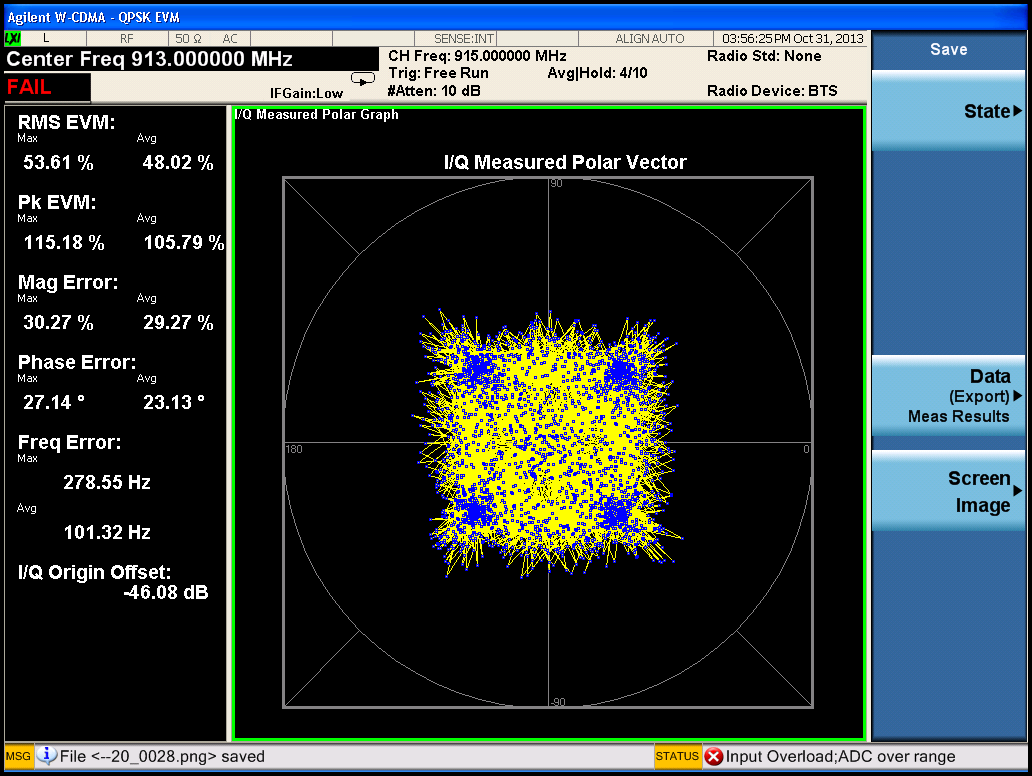 Agilent W-CDMA - QPSK EVM
LXI L RF 50 Ω AC SENSE:INT ALIGN AUTO 03:56:25 PM Oct 31, 2013
Center Freq 913.000000 MHz
CH Freq: 915.000000 MHz Radio Std: None
Trig: Free Run Avg|Hold: 4/10
FAIL
IFGain:Low #Atten: 10 dB Radio Device: BTS
RMS EVM:
Max Avg
53.61 % 48.02 %
Pk EVM:
Max Avg
115.18 % 105.79 %
Mag Error:
Max Avg
30.27 % 29.27 %
Phase Error:
Max Avg
27.14 ° 23.13 °
Freq Error:
Max
278.55 Hz
Avg
101.32 Hz
I/Q Origin Offset:
-46.08 dB
I/Q Measured Polar Graph
I/Q Measured Polar Vector
90
180
0
-90
Save
State
Data
(Export)
Meas Results
Screen
Image
MSG File <--20_0028.png> saved
STATUS Input Overload;ADC over range